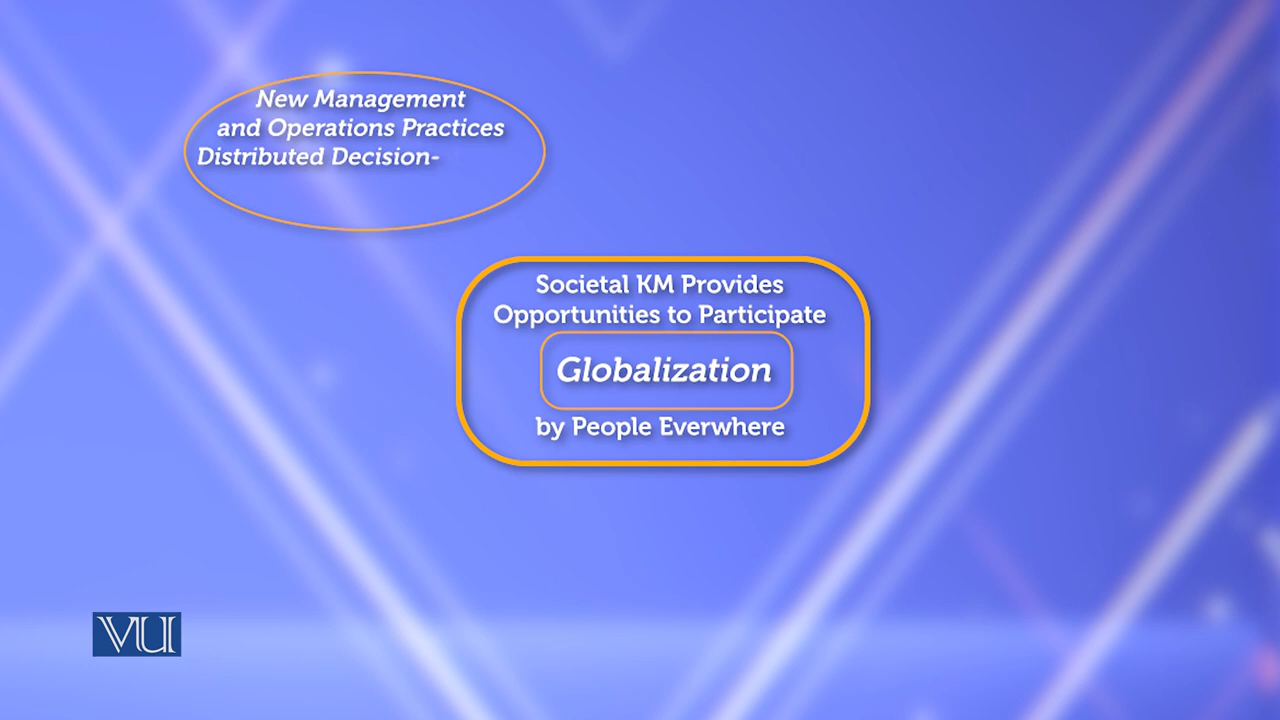 New Management
and Operations Practices
Distributed Decision-
Societal KM Provides
Opportunities to Participate
Globalization
by People Everwhere
VU